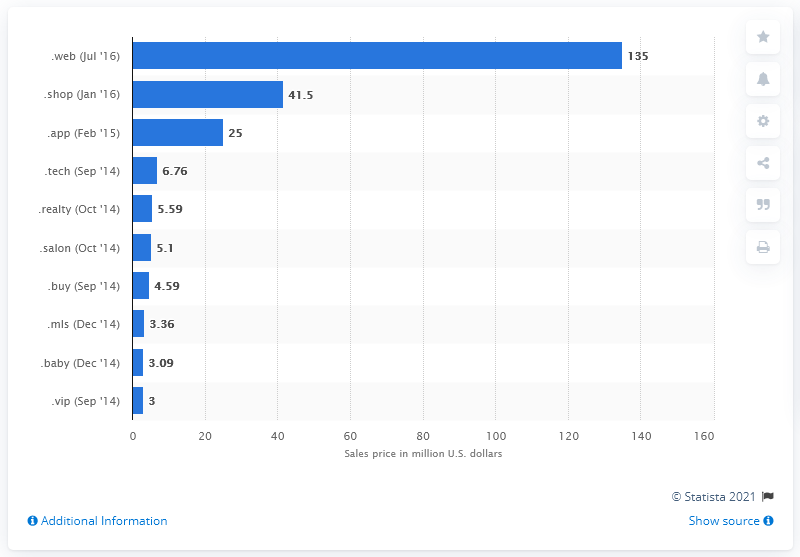 .web (Jul '16) 135
.shop (Jan '16) 41.5
.app (Feb '15) 25
.tech (Sep '14) 6.76
.realty (Oct '14) 5.59
.salon (Oct '14) 5.1
.buy (Sep '14) 4.59
.mls (Dec '14) 3.36
.baby (Dec '14) 3.09
.vip (Sep '14) 3
0 20 40 60 80 100 120 140 160
Sales price in million U.S. dollars
© Statista 2021
Additional Information Show source